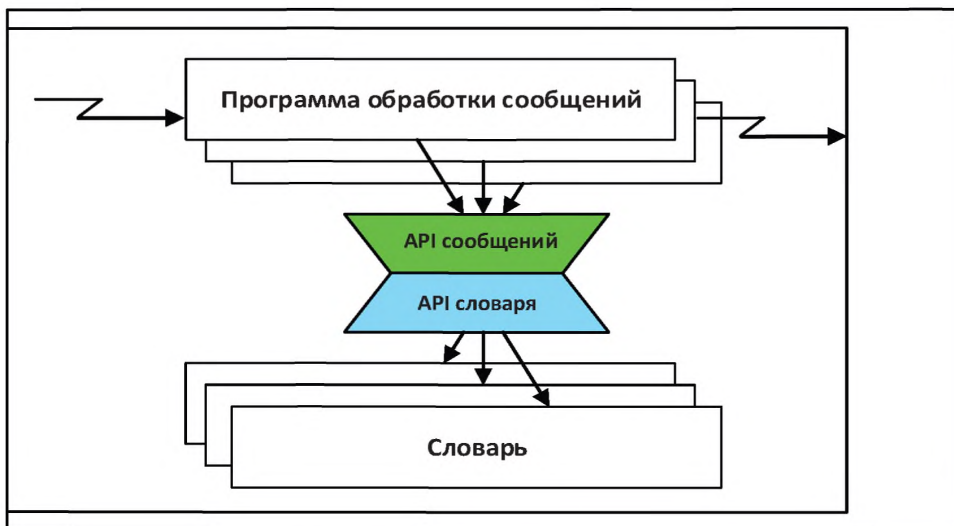 Программа обработки сообщений
API сообщений
API словаря
Словарь